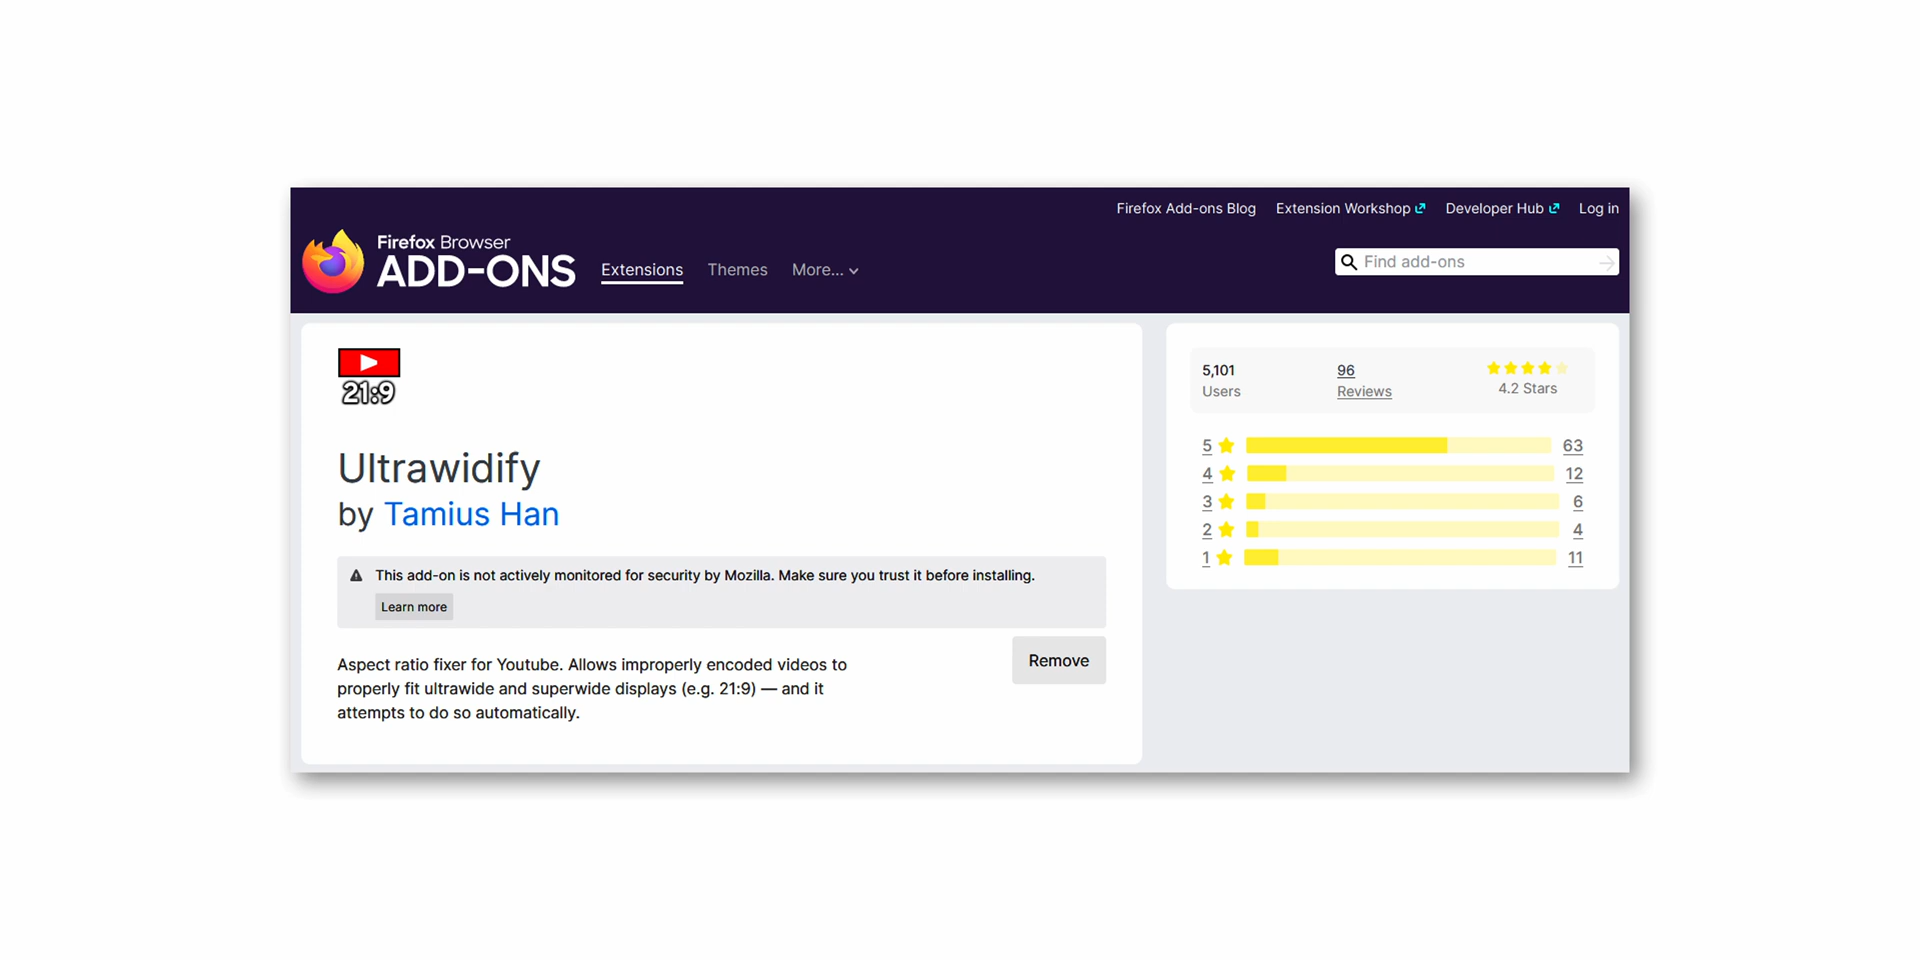 Firefox Add-ons Blog Extension Workshop Developer Hub Log in
Firefox Browser
ADD-ONS
Extensions Themes More...
Find add-ons
21:9
Ultrawidify
by Tamius Han
This add-on is not actively monitored for security by Mozilla. Make sure you trust it before installing.
Learn more
Aspect ratio fixer for Youtube. Allows improperly encoded videos to
properly fit ultrawide and superwide displays (e.g. 21:9) — and it
attempts to do so automatically.
Remove
5,101 96
Users Reviews 4.2 Stars
5 63
4 12
3 6
2 4
1 11